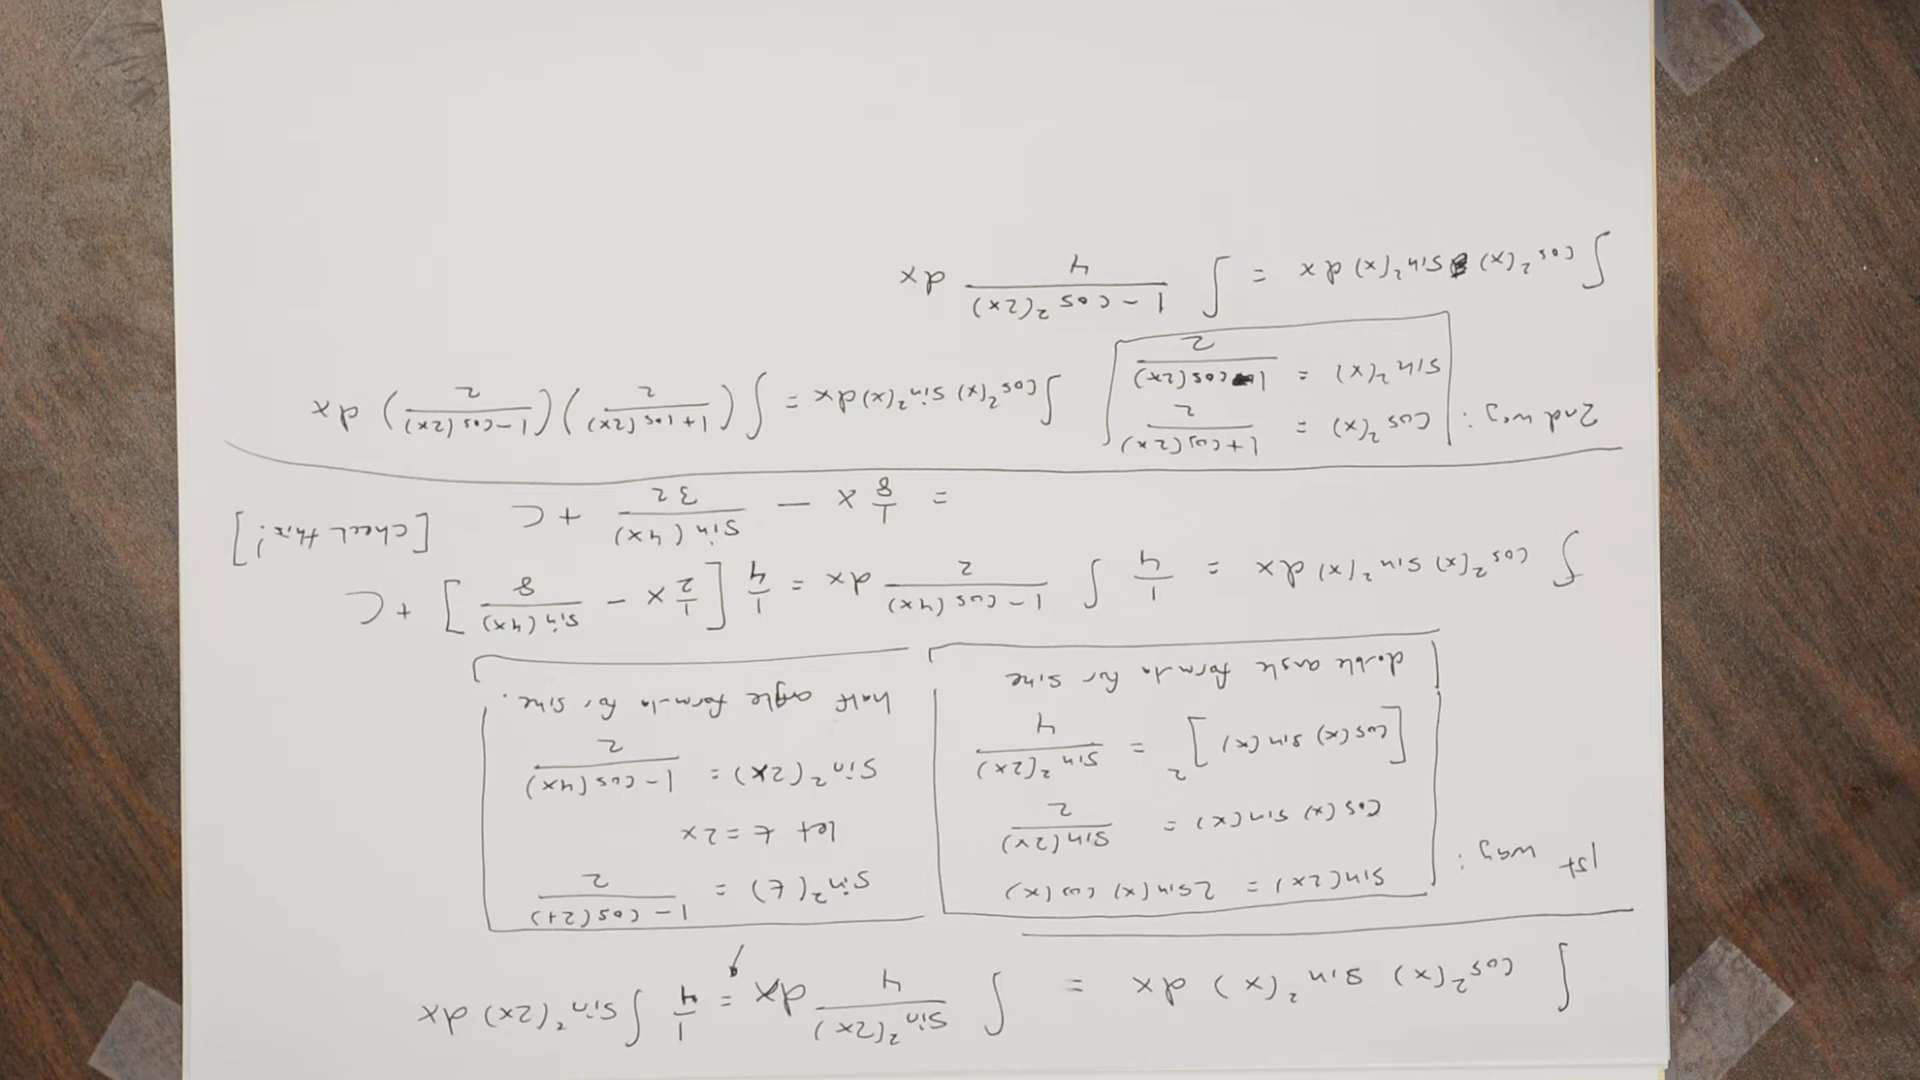 ∫ cos²(x) sin²(x) dx = ∫ sin²(2x)/4 dx = 1/4 ∫ sin²(2x) dx
1st way:
sin(2x) = 2sin(x) cos(x)
cos(x) sin(x) = sin(2x)/2
[cos(x) sin(x)]² = sin²(2x)/4
double angle formula for sine
sin²(t) = 1-cos(2t)/2
let t = 2x
sin²(2x) = 1-cos(4x)/2
half angle formula for sine.
∫ cos²(x) sin²(x) dx = 1/4 ∫ 1-cos(4x)/2 dx = 1/4 [1/2 x - sin(4x)/8] + C
= 1/8 x - sin(4x)/32 + C [check this!]
2nd way:
cos²(x) = 1+cos(2x)/2
sin²(x) = 1-cos(2x)/2
∫ cos²(x) sin²(x) dx = ∫ (1+cos(2x)/2)(1-cos(2x)/2) dx
∫ cos²(x) sin²(x) dx = ∫ 1-cos²(2x)/4 dx